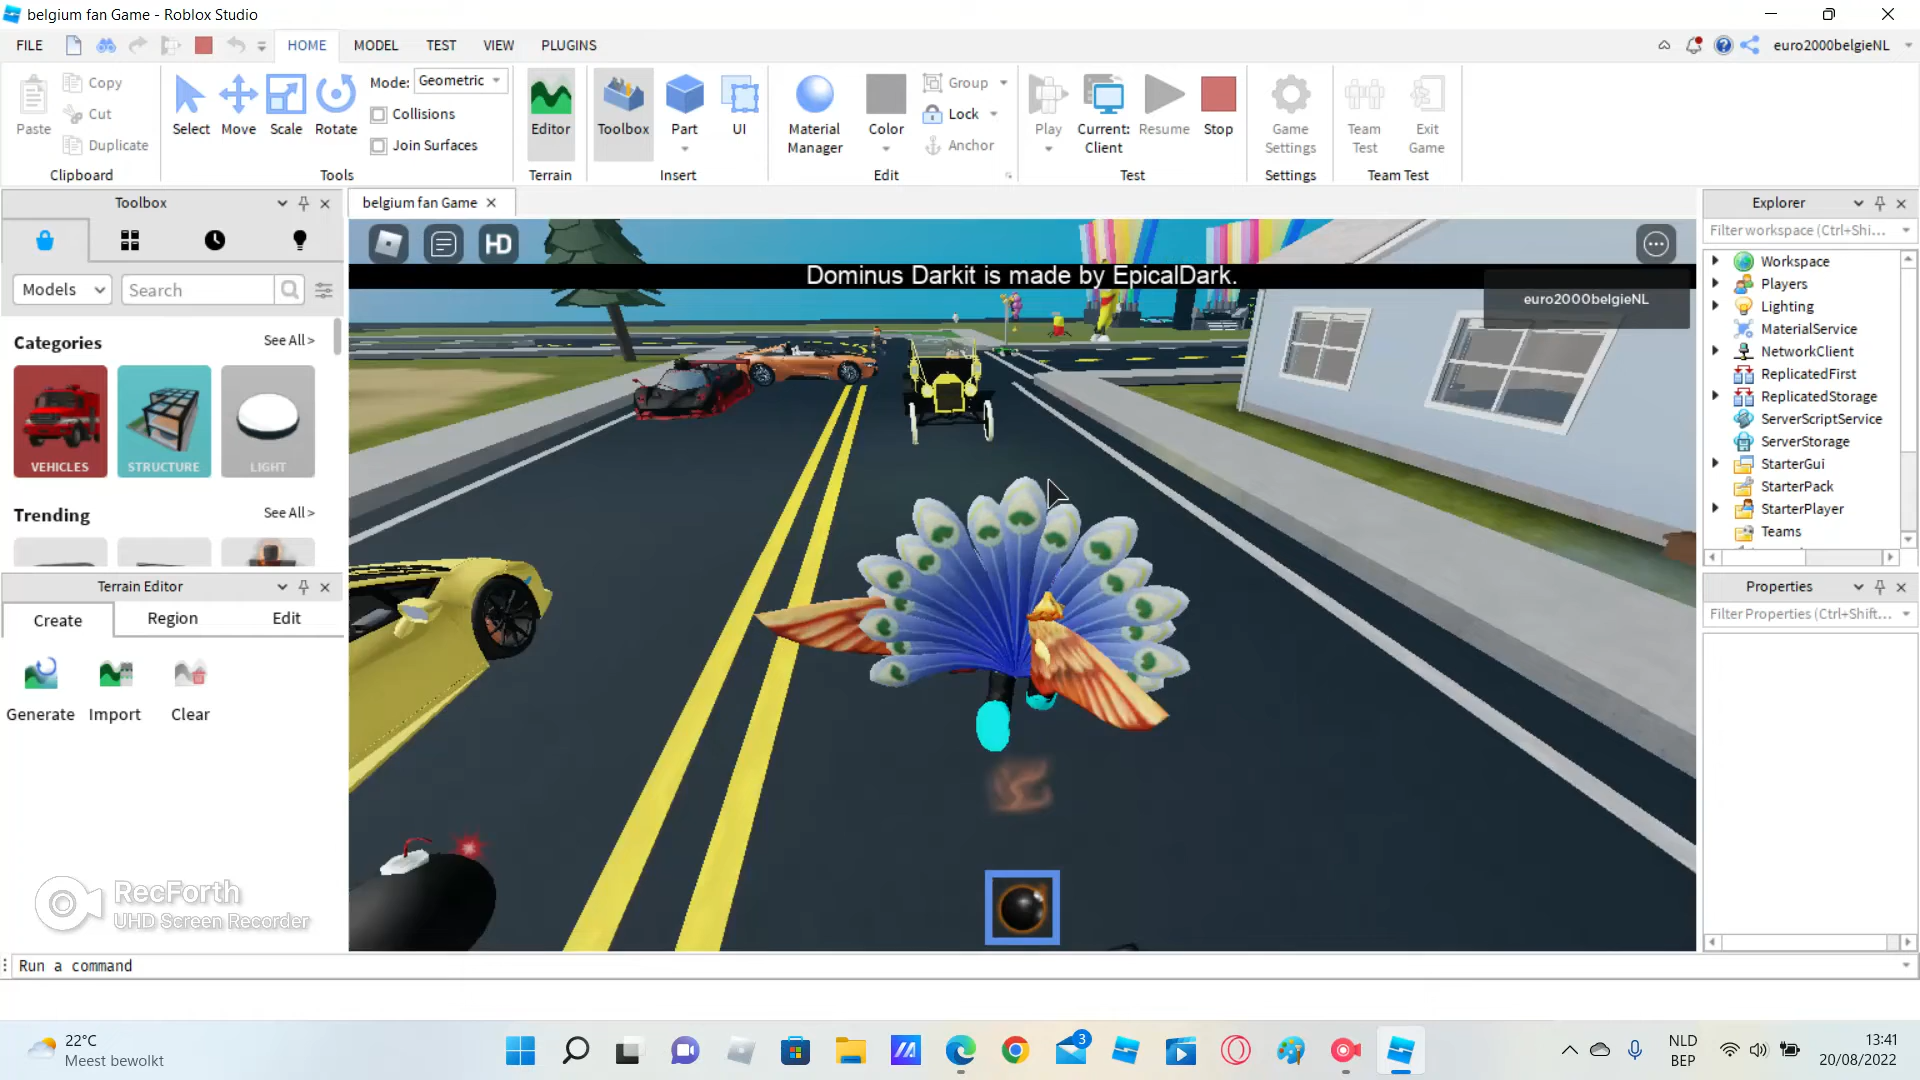 belgium fan Game - Roblox Studio
FILE HOME MODEL TEST VIEW PLUGINS euro2000belgieNL
Paste Copy Cut Duplicate Clipboard
Select Move Scale Rotate Mode: Geometric Collisions Join Surfaces Tools
Editor Terrain
Toolbox Part UI Insert
Material Manager Color Group Lock Anchor Edit
Play Current: Client Resume Stop Test
Game Settings Settings
Team Test Exit Game Team Test
Toolbox
Models Search
Categories See All >
VEHICLES STRUCTURE LIGHT
Trending See All >
Terrain Editor
Create Region Edit
Generate Import Clear
RecForth
UHD Screen Recorder
belgium fan Game
HD
Dominus Darkit is made by EpicalDark.
euro2000belgieNL
Explorer
Filter workspace (Ctrl+Shi...
Workspace
Players
Lighting
MaterialService
NetworkClient
ReplicatedFirst
ReplicatedStorage
ServerScriptService
ServerStorage
StarterGui
StarterPack
StarterPlayer
Teams
Properties
Filter Properties (Ctrl+Shift...
Run a command
22°C
Meest bewolkt
3
NLD
BEP
13:41
20/08/2022